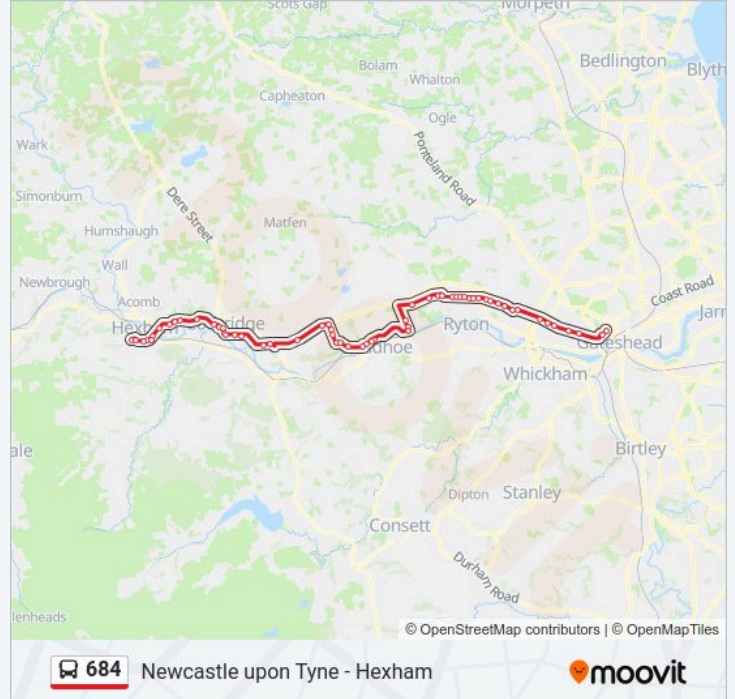 Scots Gap
Morpeth
Bedlington
Blyth
Bolam
Whalton
Capheaton
Ogle
Wark
Ponteland Road
Simonburn
Dere Street
Matfen
Humshaugh
Wall
Newbrough
Coast Road
Acomb
Ryton
Gateshead
Whickham
Birtley
Dipton
Stanley
Consett
Durham Road
lenheads
© OpenStreetMap contributors | © OpenMapTiles
684 Newcastle upon Tyne - Hexham
moovit